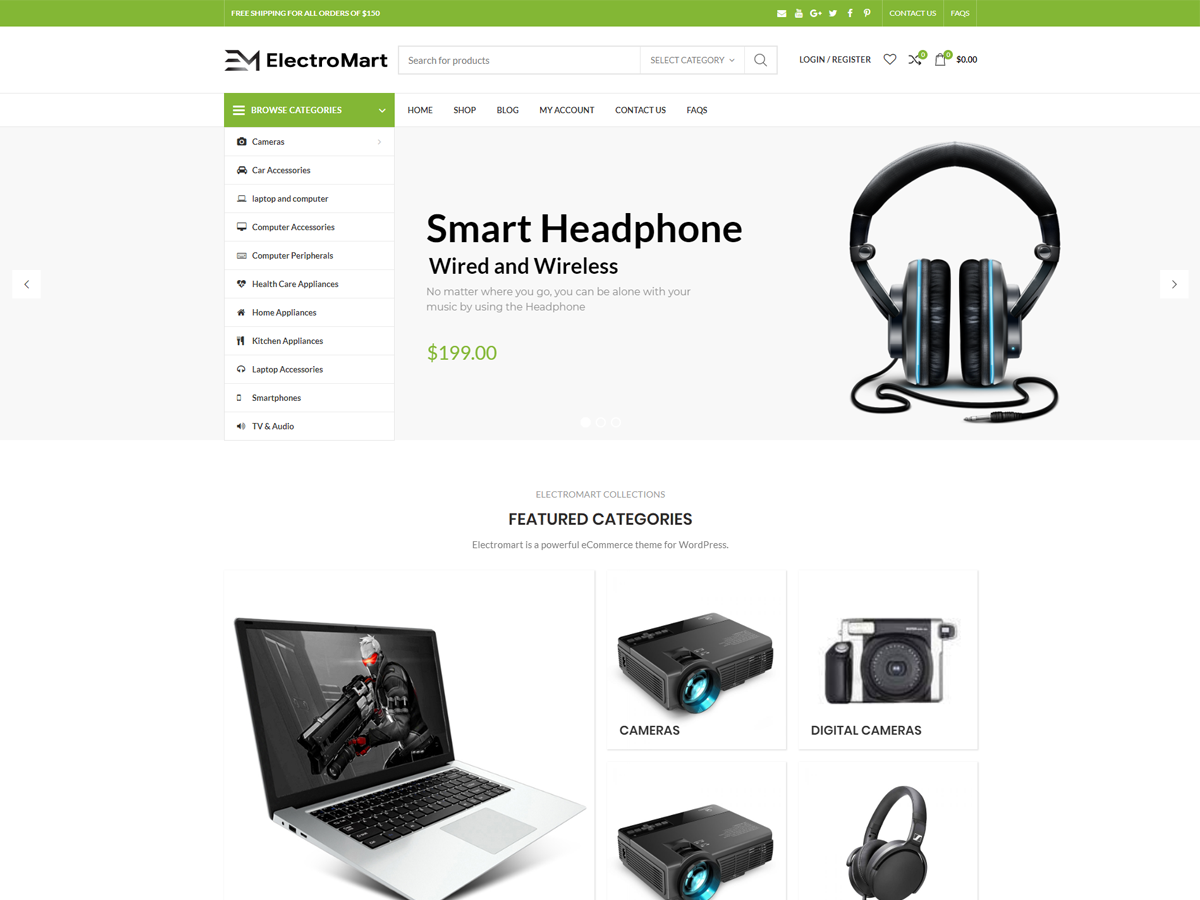 FREE SHIPPING FOR ALL ORDERS OF $150
CONTACT US
FAQS
ElectroMart
Search for products
SELECT CATEGORY
LOGIN / REGISTER
0
0
$0.00
BROWSE CATEGORIES
HOME
SHOP
BLOG
MY ACCOUNT
CONTACT US
FAQS
Cameras
Car Accessories
laptop and computer
Computer Accessories
Computer Peripherals
Health Care Appliances
Home Appliances
Kitchen Appliances
Laptop Accessories
Smartphones
TV & Audio
Smart Headphone
Wired and Wireless
No matter where you go, you can be alone with your
music by using the Headphone
$199.00
ELECTROMART COLLECTIONS
FEATURED CATEGORIES
Electromart is a powerful eCommerce theme for WordPress.
CAMERAS
DIGITAL CAMERAS